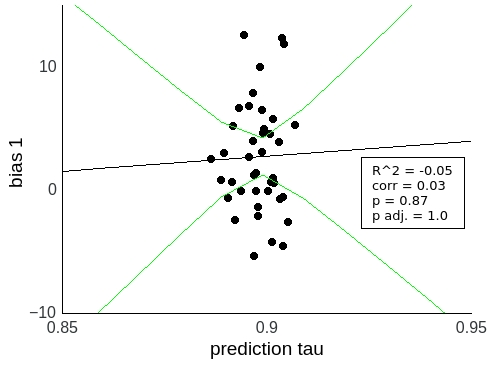 10
0
−10
bias 1
R^2 = -0.05
corr = 0.03
p = 0.87
p adj. = 1.0
0.85
0.9
0.95
prediction tau